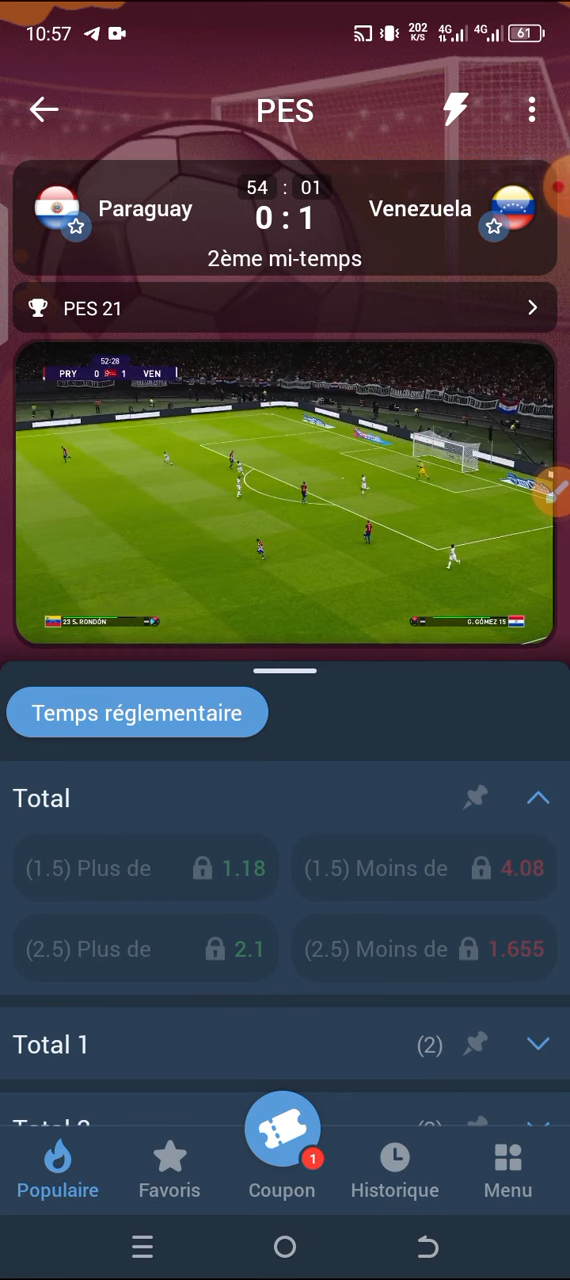 10:57
202 K/S 4G 4G 61
PES
54 : 01
Paraguay 0 : 1 Venezuela
2ème mi-temps
PES 21
52:28
PRY 0 1 VEN
23 S. RONDÓN
G. GÓMEZ 15
Temps réglementaire
Total
(1.5) Plus de 1.18
(1.5) Moins de 4.08
(2.5) Plus de 2.1
(2.5) Moins de 1.655
Total 1 (2)
1
Populaire Favoris Coupon Historique Menu